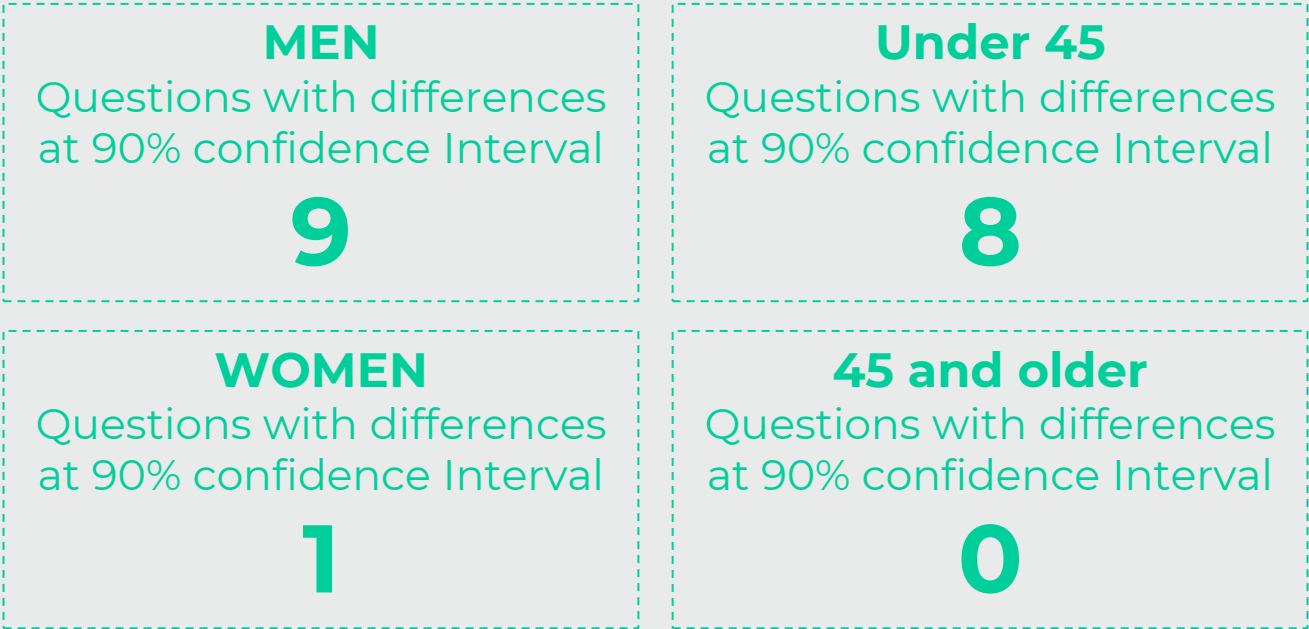 MEN
Questions with differences
at 90% confidence Interval
9
Under 45
Questions with differences
at 90% confidence Interval
8
WOMEN
Questions with differences
at 90% confidence Interval
1
45 and older
Questions with differences
at 90% confidence Interval
0